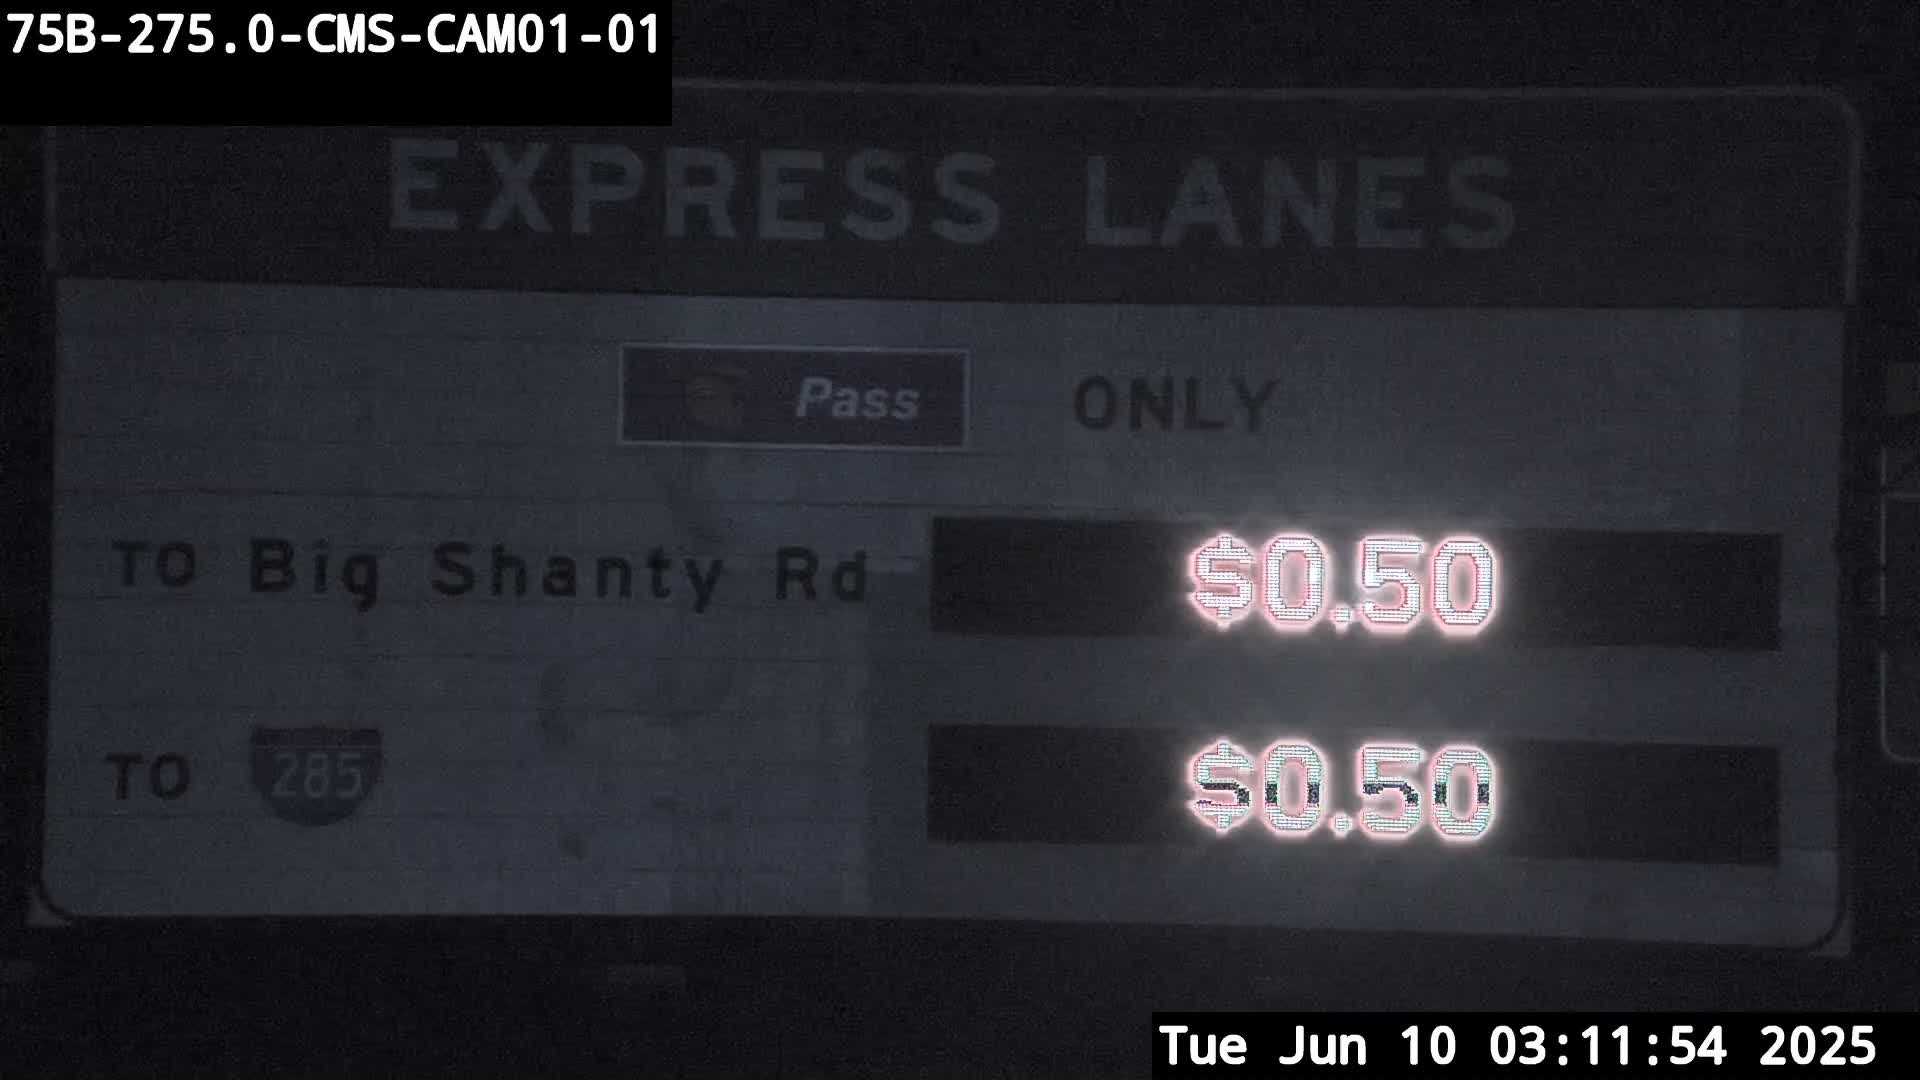 75B-275.0-CMS-CAM01-01
EXPRESS LANES
Pass ONLY
TO Big Shanty Rd $0.50
TO 285 $0.50
Tue Jun 10 03:11:54 2025